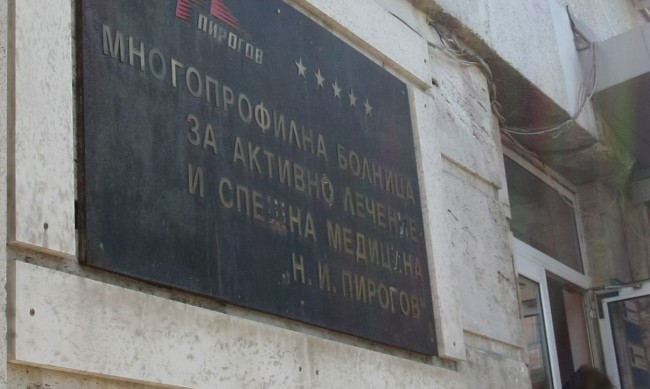 ПИРОГОВ
МНОГОПРОФИЛНА БОЛНИЦА
ЗА АКТИВНО ЛЕЧЕНИЕ
И СПЕШНА МЕДИЦИНА
"Н. И. ПИРОГОВ"